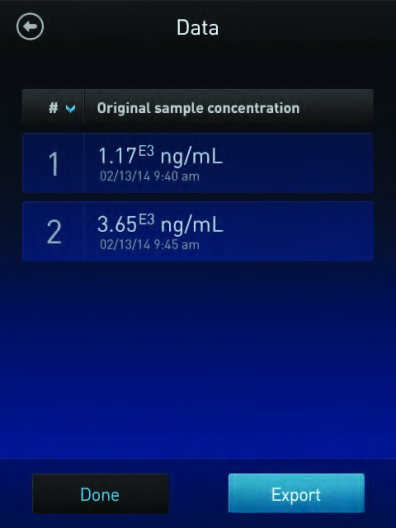 Data
# Original sample concentration
1 1.17E3 ng/mL
02/13/14 9:40 am
2 3.65E3 ng/mL
02/13/14 9:45 am
Done Export